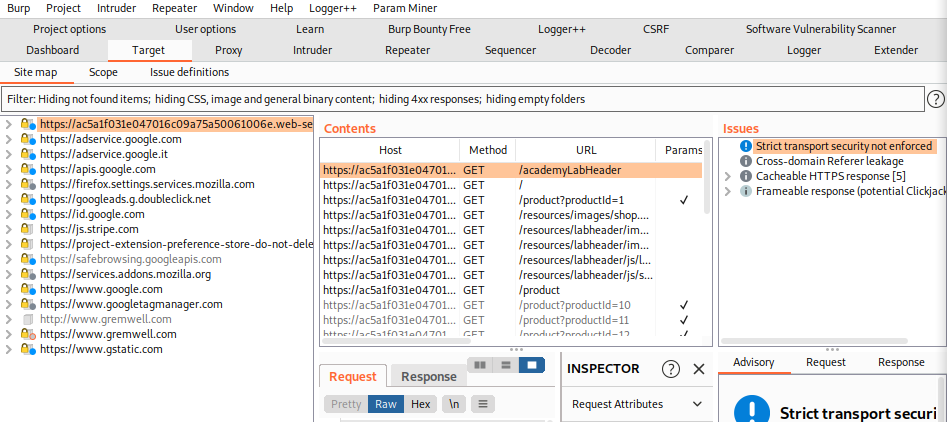 Burp Project Intruder Repeater Window Help Logger++ Param Miner
Project options User options Learn Burp Bounty Free Logger++ CSRF Software Vulnerability Scanner
Dashboard Target Proxy Intruder Repeater Sequencer Decoder Comparer Logger Extender
Site map Scope Issue definitions
Filter: Hiding not found items; hiding CSS, image and general binary content; hiding 4xx responses; hiding empty folders ?
https://ac5a1f031e047016c09a75a50061006e.web-se
https://adservice.google.com
https://adservice.google.it
https://apis.google.com
https://firefox.settings.services.mozilla.com
https://googleads.g.doubleclick.net
https://id.google.com
https://js.stripe.com
https://project-extension-preference-store-do-not-dele
https://safebrowsing.googleapis.com
https://services.addons.mozilla.org
https://www.google.com
https://www.googletagmanager.com
http://www.gremwell.com
https://www.gremwell.com
https://www.gstatic.com
Contents
Host Method URL Params
https://ac5a1f031e04701... GET /academyLabHeader
https://ac5a1f031e04701... GET /
https://ac5a1f031e04701... GET /product?productId=1 ✓
https://ac5a1f031e04701... GET /resources/images/shop....
https://ac5a1f031e04701... GET /resources/labheader/im...
https://ac5a1f031e04701... GET /resources/labheader/im...
https://ac5a1f031e04701... GET /resources/labheader/js/l...
https://ac5a1f031e04701... GET /resources/labheader/js/s...
https://ac5a1f031e04701... GET /product
https://ac5a1f031e04701... GET /product?productId=10 ✓
https://ac5a1f031e04701... GET /product?productId=11 ✓
https://ac5a1f031e04701... GET /product?productId=12 ✓
Request Response
Pretty Raw Hex \n
INSPECTOR ?
Request Attributes
Issues
Strict transport security not enforced
Cross-domain Referer leakage
Cacheable HTTPS response [5]
Frameable response (potential Clickjack
Advisory Request Response
Strict transport securi